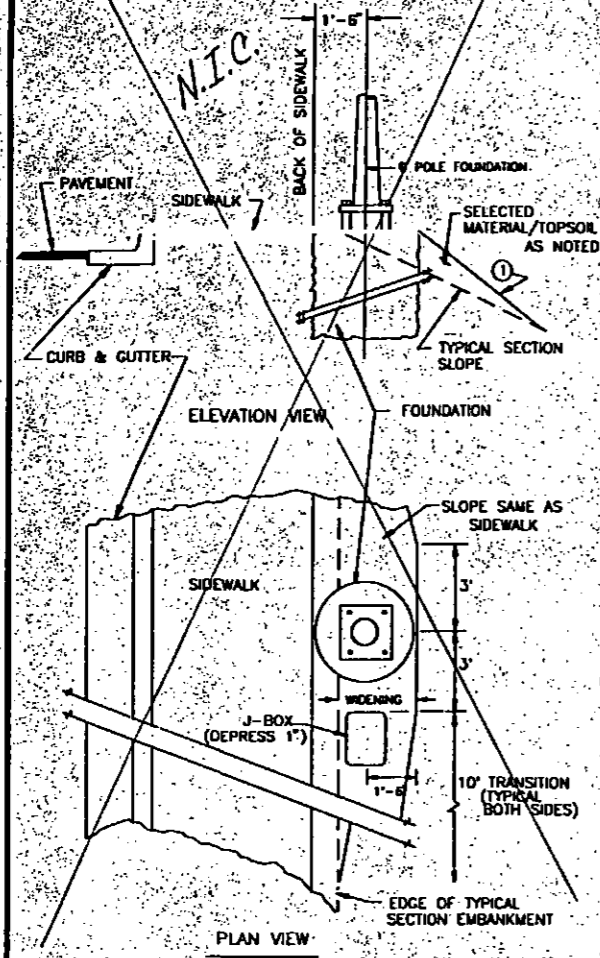 1'-6"
N.I.C.
BACK OF SIDEWALK
℄ POLE FOUNDATION
PAVEMENT
SIDEWALK
SELECTED
MATERIAL/TOPSOIL
AS NOTED
1
CURB & GUTTER
TYPICAL SECTION
SLOPE
ELEVATION VIEW
FOUNDATION
SLOPE SAME AS
SIDEWALK
SIDEWALK
3'
3'
WIDENING
J-BOX
(DEPRESS 1")
1'-6
10' TRANSITION
(TYPICAL
BOTH SIDES)
EDGE OF TYPICAL
SECTION EMBANKMENT
PLAN VIEW